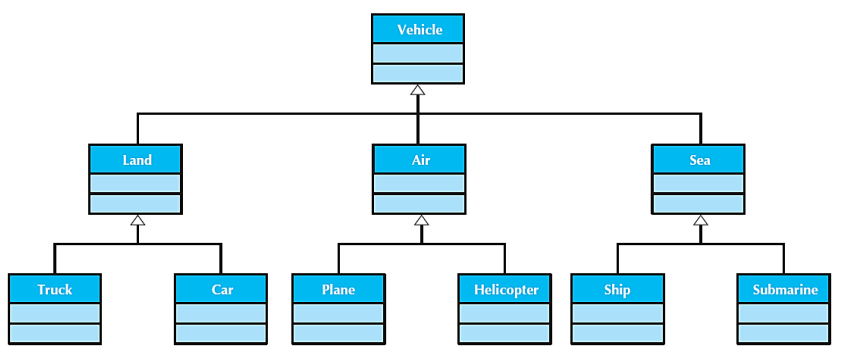 Vehicle
Land
Air
Sea
Truck
Car
Plane
Helicopter
Ship
Submarine